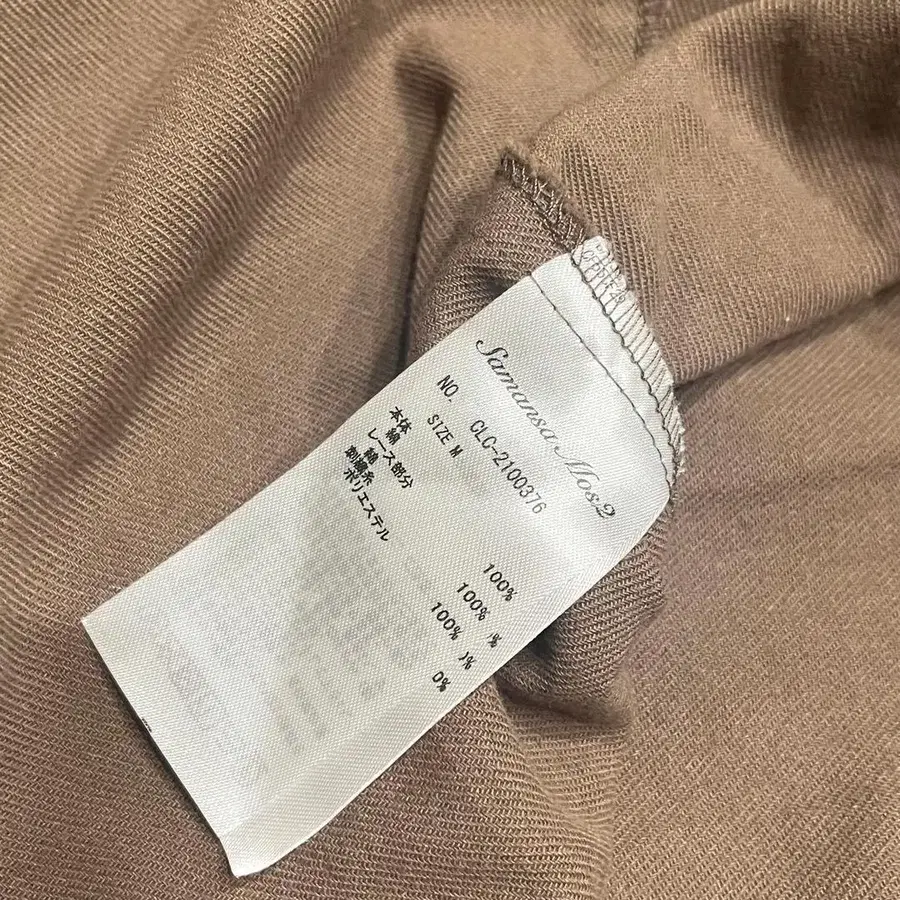 Samansa Mos2
NO. CLC-2100376
SIZE M
本体
綿 100%
レース部分
綿 100%
刺繍糸
ポリエステル 100%